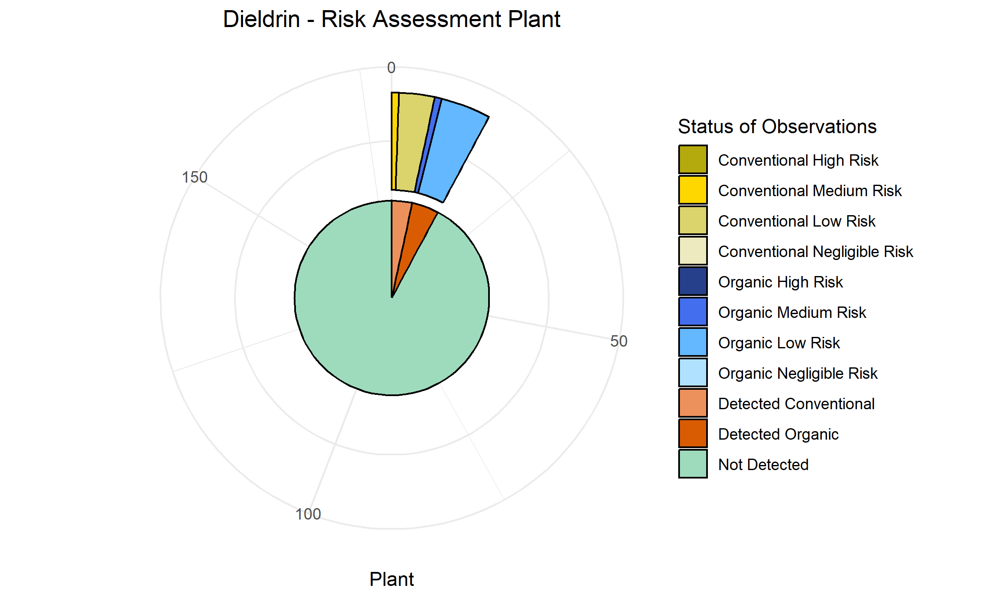 Dieldrin - Risk Assessment Plant
0
150
50
100
Plant
Status of Observations
Conventional High Risk
Conventional Medium Risk
Conventional Low Risk
Conventional Negligible Risk
Organic High Risk
Organic Medium Risk
Organic Low Risk
Organic Negligible Risk
Detected Conventional
Detected Organic
Not Detected